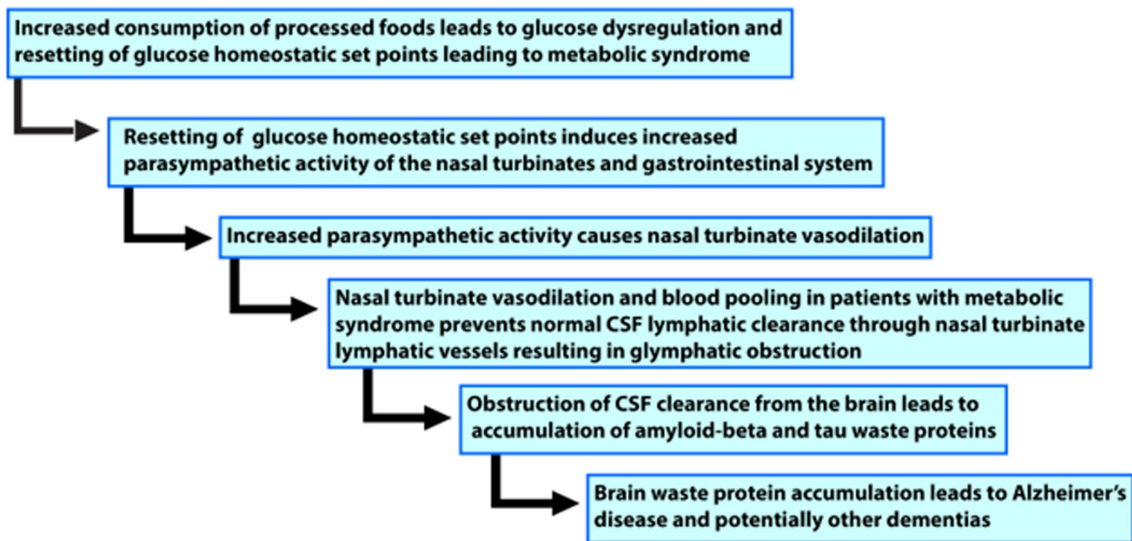 Increased consumption of processed foods leads to glucose dysregulation and
resetting of glucose homeostatic set points leading to metabolic syndrome
Resetting of glucose homeostatic set points induces increased
parasympathetic activity of the nasal turbinates and gastrointestinal system
Increased parasympathetic activity causes nasal turbinate vasodilation
Nasal turbinate vasodilation and blood pooling in patients with metabolic
syndrome prevents normal CSF lymphatic clearance through nasal turbinate
lymphatic vessels resulting in glymphatic obstruction
Obstruction of CSF clearance from the brain leads to
accumulation of amyloid-beta and tau waste proteins
Brain waste protein accumulation leads to Alzheimer's
disease and potentially other dementias